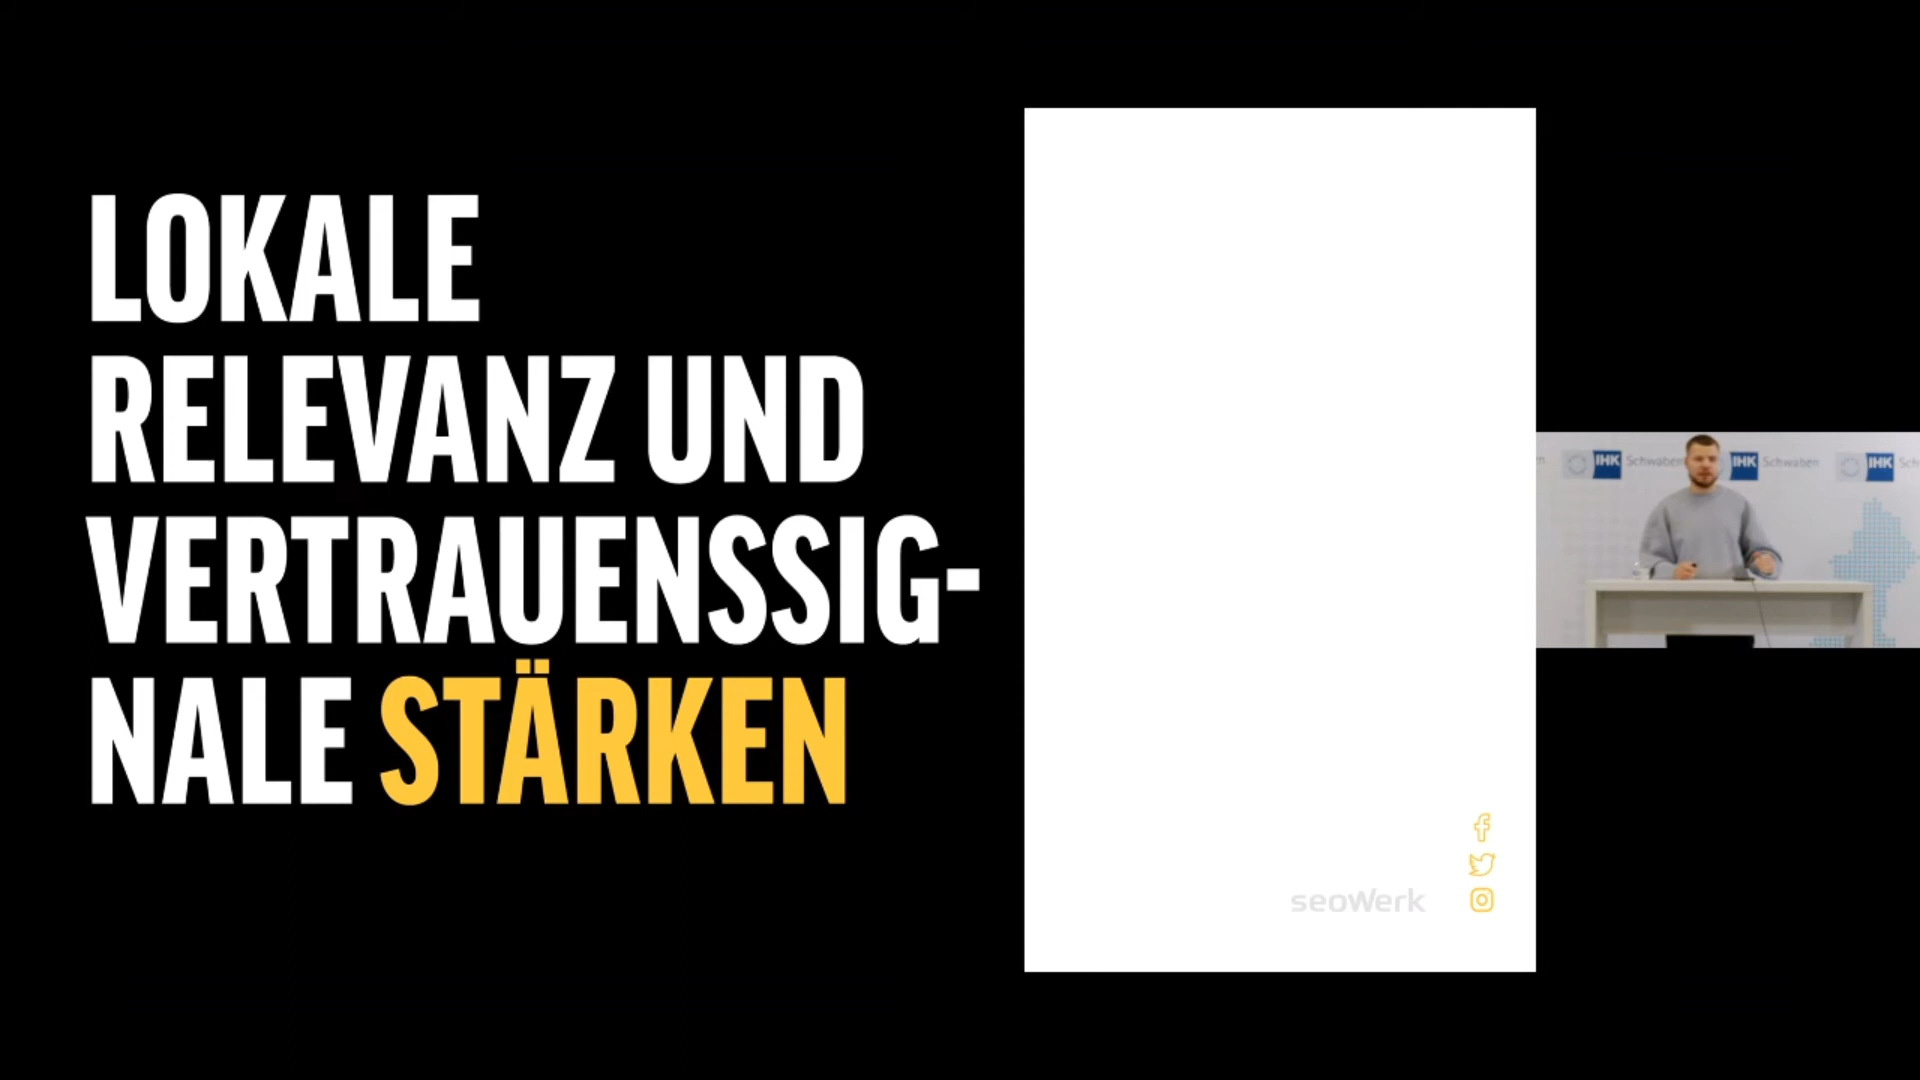 LOKALE
RELEVANZ UND
VERTRAUENSSIG-
NALE STÄRKEN
seoWerk
IHK Schwaben
IHK Schwaben
IHK